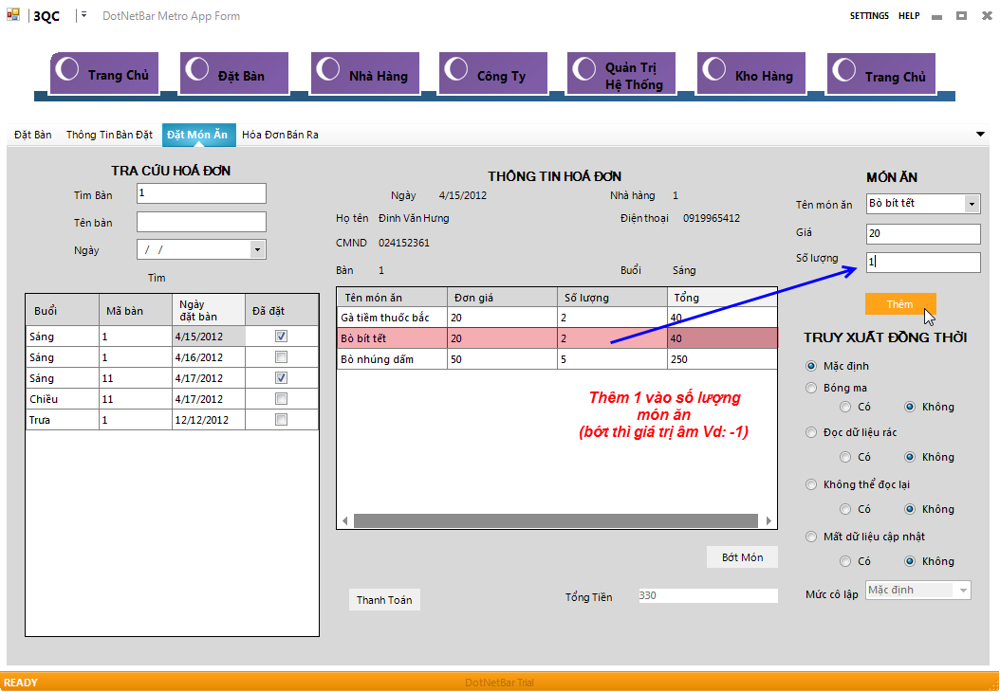 3QC
DotNetBar Metro App Form
SETTINGS HELP
Trang Chủ
Đặt Bàn
Nhà Hàng
Công Ty
Quản Trị
Hệ Thống
Kho Hàng
Trang Chủ
Đặt Bàn Thông Tin Bàn Đặt Đặt Món Ăn Hóa Đơn Bán Ra
TRA CỨU HOÁ ĐƠN
Tìm Bàn 1
Tên bàn
Ngày / /
Tìm
Buổi Mã bàn Ngày đặt bàn Đã đặt
Sáng 1 4/15/2012
Sáng 1 4/16/2012
Sáng 11 4/17/2012
Chiều 11 4/17/2012
Trưa 1 12/12/2012
THÔNG TIN HOÁ ĐƠN
Ngày 4/15/2012 Nhà hàng 1
Họ tên Đinh Văn Hưng Điện thoại 0919965412
CMND 024152361
Bàn 1 Buổi Sáng
Tên món ăn Đơn giá Số lượng Tổng
Gà tiềm thuốc bắc 20 2 40
Bò bít tết 20 2 40
Bò nhúng dấm 50 5 250
Thêm 1 vào số lượng
món ăn
(bớt thì giá trị âm Vd: -1)
Bớt Món
Thanh Toán
Tổng Tiền 330
MÓN ĂN
Tên món ăn Bò bít tết
Giá 20
Số lượng 1
Thêm
TRUY XUẤT ĐỒNG THỜI
Mặc định
Bóng ma
Có Không
Đọc dữ liệu rác
Có Không
Không thể đọc lại
Có Không
Mất dữ liệu cập nhật
Có Không
Mức cô lập Mặc định
READY
DotNetBar Trial